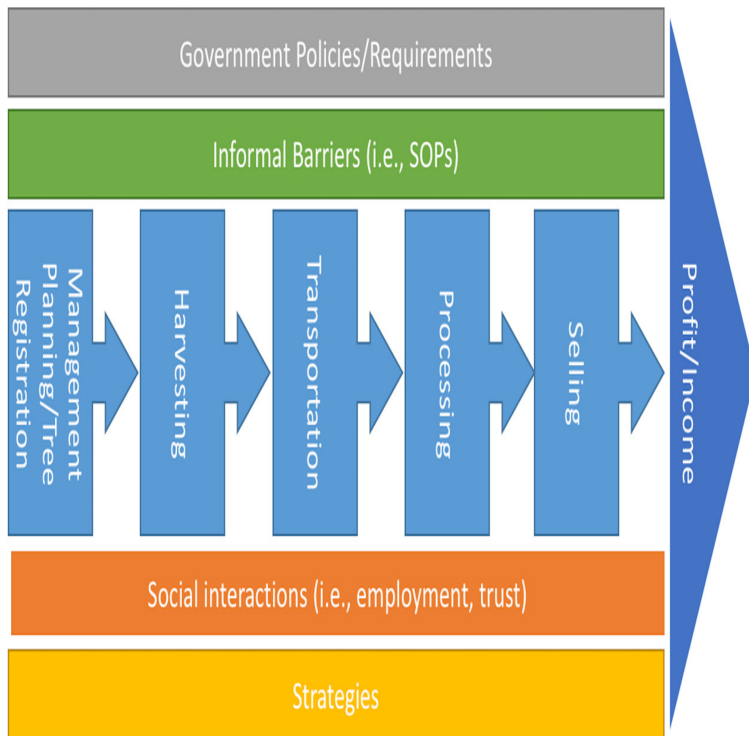 Government Policies/Requirements
Informal Barriers (i.e., SOPs)
Management
Planning/Tree
Registration
Harvesting
Transportation
Processing
Selling
Profit/Income
Social interactions (i.e., employment, trust)
Strategies